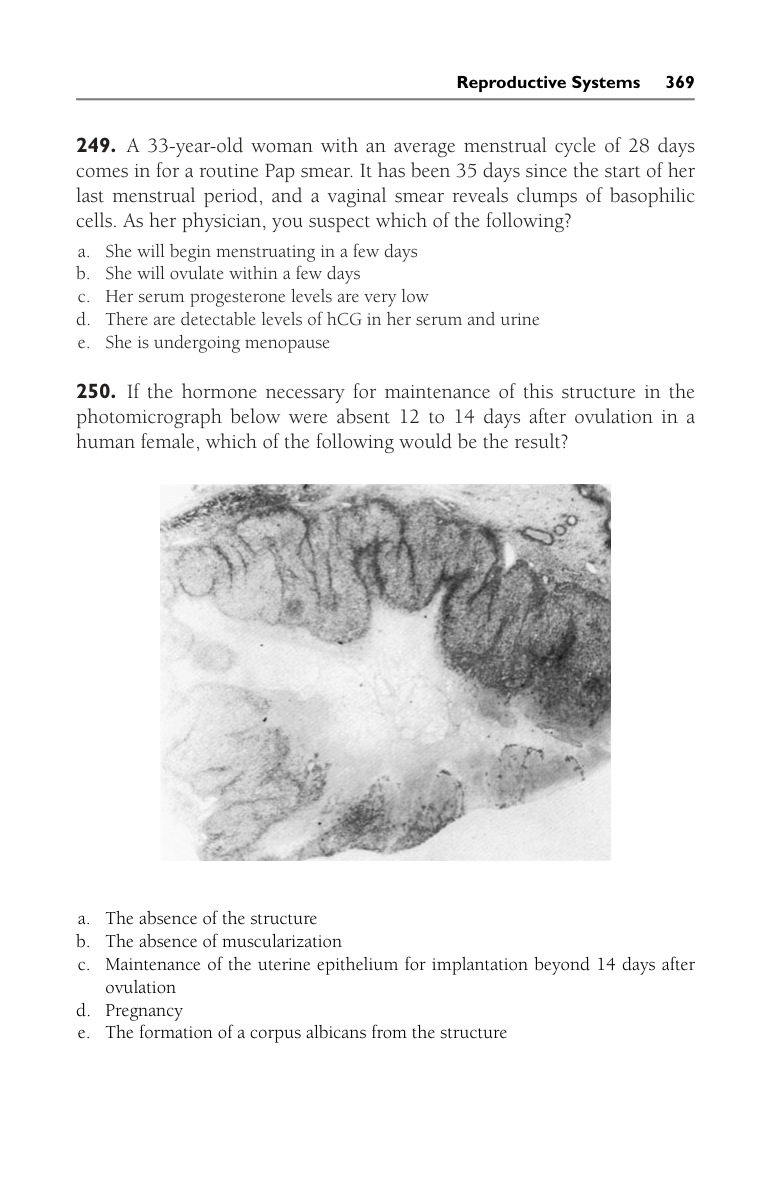 Reproductive Systems 369
249. A 33-year-old woman with an average menstrual cycle of 28 days
comes in for a routine Pap smear. It has been 35 days since the start of her
last menstrual period, and a vaginal smear reveals clumps of basophilic
cells. As her physician, you suspect which of the following?
a. She will begin menstruating in a few days
b. She will ovulate within a few days
c. Her serum progesterone levels are very low
d. There are detectable levels of hCG in her serum and urine
e. She is undergoing menopause
250. If the hormone necessary for maintenance of this structure in the
photomicrograph below were absent 12 to 14 days after ovulation in a
human female, which of the following would be the result?
a. The absence of the structure
b. The absence of muscularization
c. Maintenance of the uterine epithelium for implantation beyond 14 days after
ovulation
d. Pregnancy
e. The formation of a corpus albicans from the structure